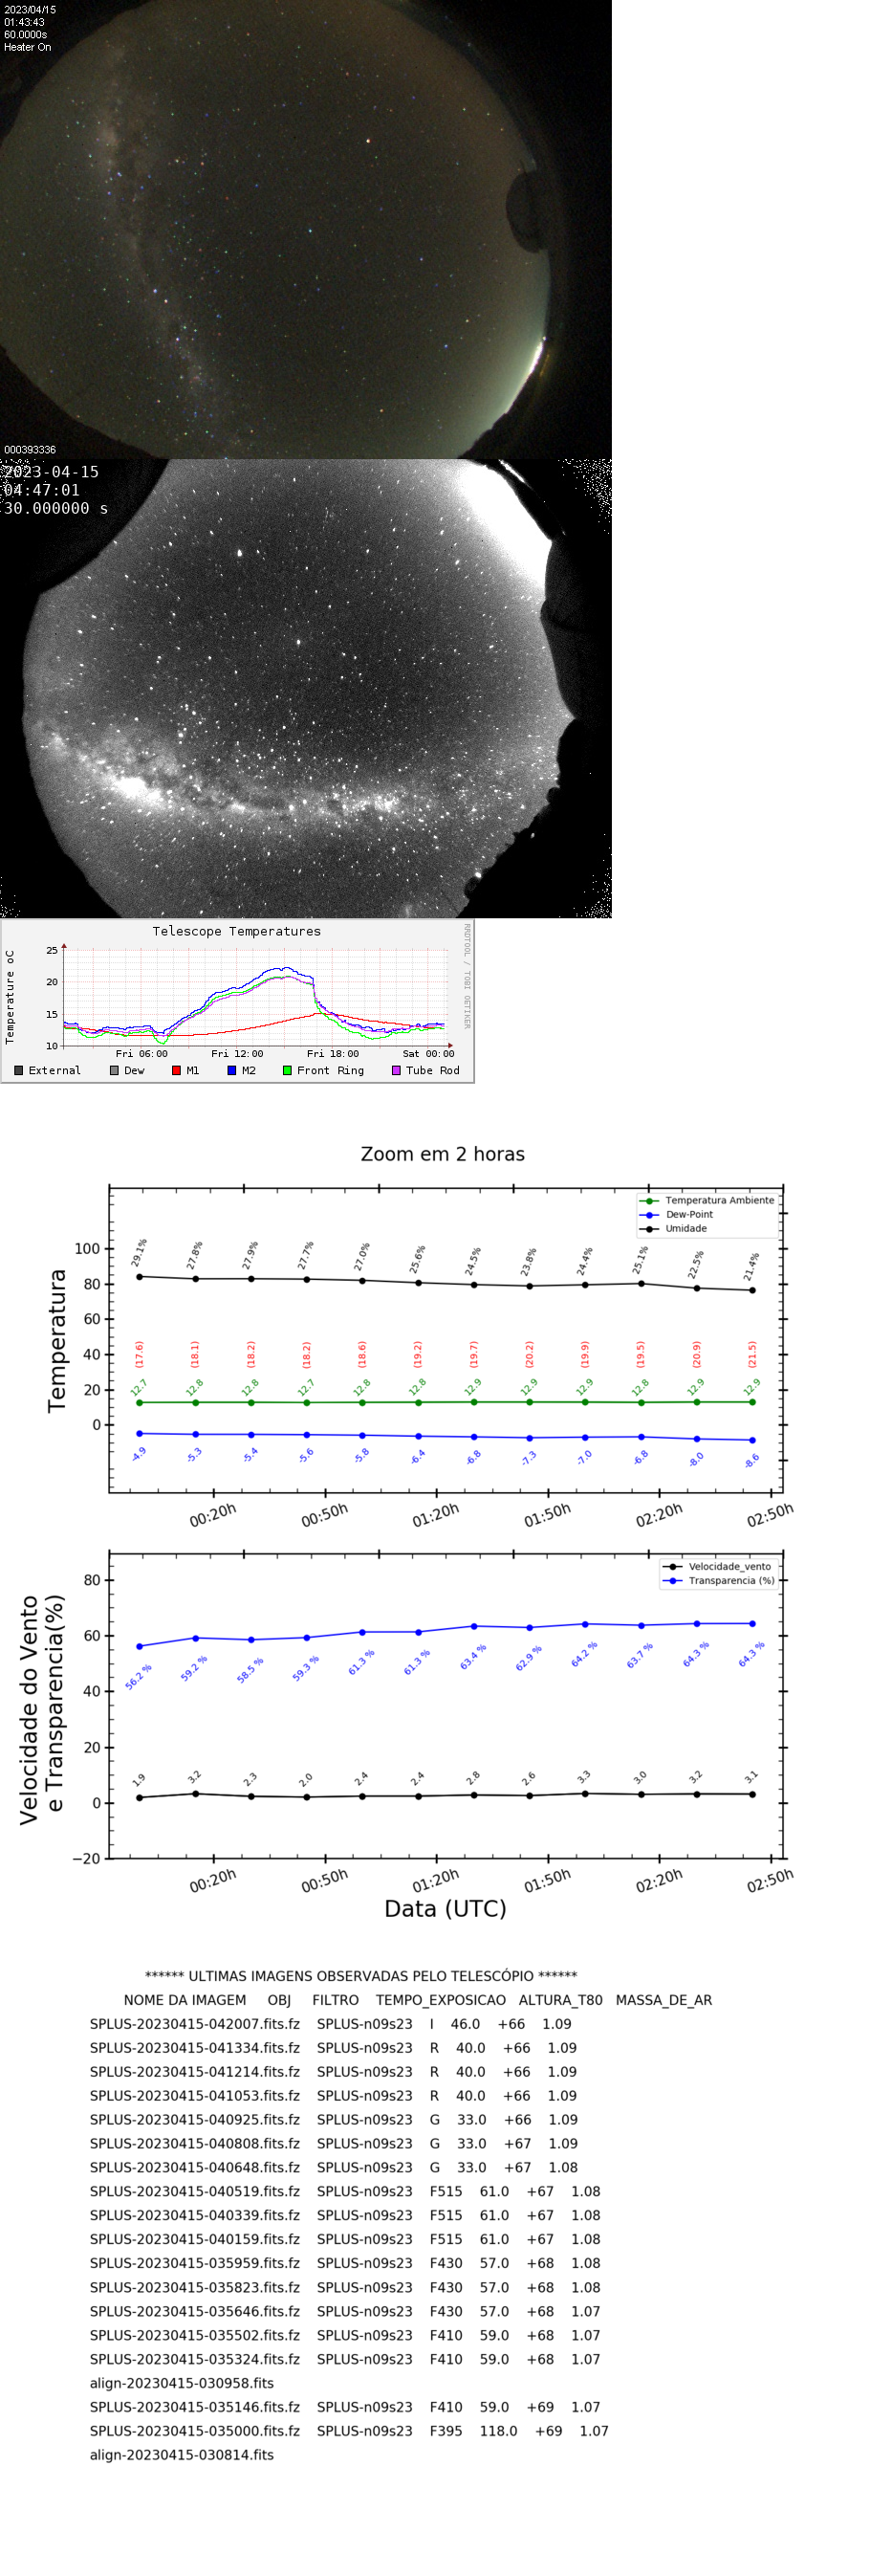 2023/04/15
01:43:43
60.0000s
Heater On
000393336
2023-04-15
04:47:01
30.000000 s
Telescope Temperatures
RRDTOOL / TOBI OETIKER
Temperature oC
25
20
15
10
Fri 06:00 Fri 12:00 Fri 18:00 Sat 00:00
External Dew M1 M2 Front Ring Tube Rod
Zoom em 2 horas
Temperatura Ambiente
Dew-Point
Umidade
Temperatura
100
80
60
40
20
0
29.1% 27.8% 27.9% 27.7% 27.0% 25.6% 24.5% 23.8% 24.4% 25.1% 22.5% 21.4%
(17.6) (18.1) (18.2) (18.2) (18.6) (19.2) (19.7) (20.2) (19.9) (19.5) (20.9) (21.5)
12.7 12.8 12.8 12.7 12.8 12.8 12.9 12.9 12.9 12.8 12.9 12.9
-4.9 -5.3 -5.4 -5.6 -5.8 -6.4 -6.8 -7.3 -7.0 -6.8 -8.0 -8.6
00:20h 00:50h 01:20h 01:50h 02:20h 02:50h
Velocidade_vento
Transparencia (%)
Velocidade do Vento
e Transparencia(%)
80
60
40
20
0
−20
56.2 % 59.2 % 58.5 % 59.3 % 61.3 % 61.3 % 63.4 % 62.9 % 64.2 % 63.7 % 64.3 % 64.3 %
1.9 3.2 2.3 2.0 2.4 2.4 2.8 2.6 3.3 3.0 3.2 3.1
00:20h 00:50h 01:20h 01:50h 02:20h 02:50h
Data (UTC)
****** ULTIMAS IMAGENS OBSERVADAS PELO TELESCÓPIO ******
NOME DA IMAGEM OBJ FILTRO TEMPO_EXPOSICAO ALTURA_T80 MASSA_DE_AR
SPLUS-20230415-042007.fits.fz SPLUS-n09s23 I 46.0 +66 1.09
SPLUS-20230415-041334.fits.fz SPLUS-n09s23 R 40.0 +66 1.09
SPLUS-20230415-041214.fits.fz SPLUS-n09s23 R 40.0 +66 1.09
SPLUS-20230415-041053.fits.fz SPLUS-n09s23 R 40.0 +66 1.09
SPLUS-20230415-040925.fits.fz SPLUS-n09s23 G 33.0 +66 1.09
SPLUS-20230415-040808.fits.fz SPLUS-n09s23 G 33.0 +67 1.09
SPLUS-20230415-040648.fits.fz SPLUS-n09s23 G 33.0 +67 1.08
SPLUS-20230415-040519.fits.fz SPLUS-n09s23 F515 61.0 +67 1.08
SPLUS-20230415-040339.fits.fz SPLUS-n09s23 F515 61.0 +67 1.08
SPLUS-20230415-040159.fits.fz SPLUS-n09s23 F515 61.0 +67 1.08
SPLUS-20230415-035959.fits.fz SPLUS-n09s23 F430 57.0 +68 1.08
SPLUS-20230415-035823.fits.fz SPLUS-n09s23 F430 57.0 +68 1.08
SPLUS-20230415-035646.fits.fz SPLUS-n09s23 F430 57.0 +68 1.07
SPLUS-20230415-035502.fits.fz SPLUS-n09s23 F410 59.0 +68 1.07
SPLUS-20230415-035324.fits.fz SPLUS-n09s23 F410 59.0 +68 1.07
align-20230415-030958.fits
SPLUS-20230415-035146.fits.fz SPLUS-n09s23 F410 59.0 +69 1.07
SPLUS-20230415-035000.fits.fz SPLUS-n09s23 F395 118.0 +69 1.07
align-20230415-030814.fits